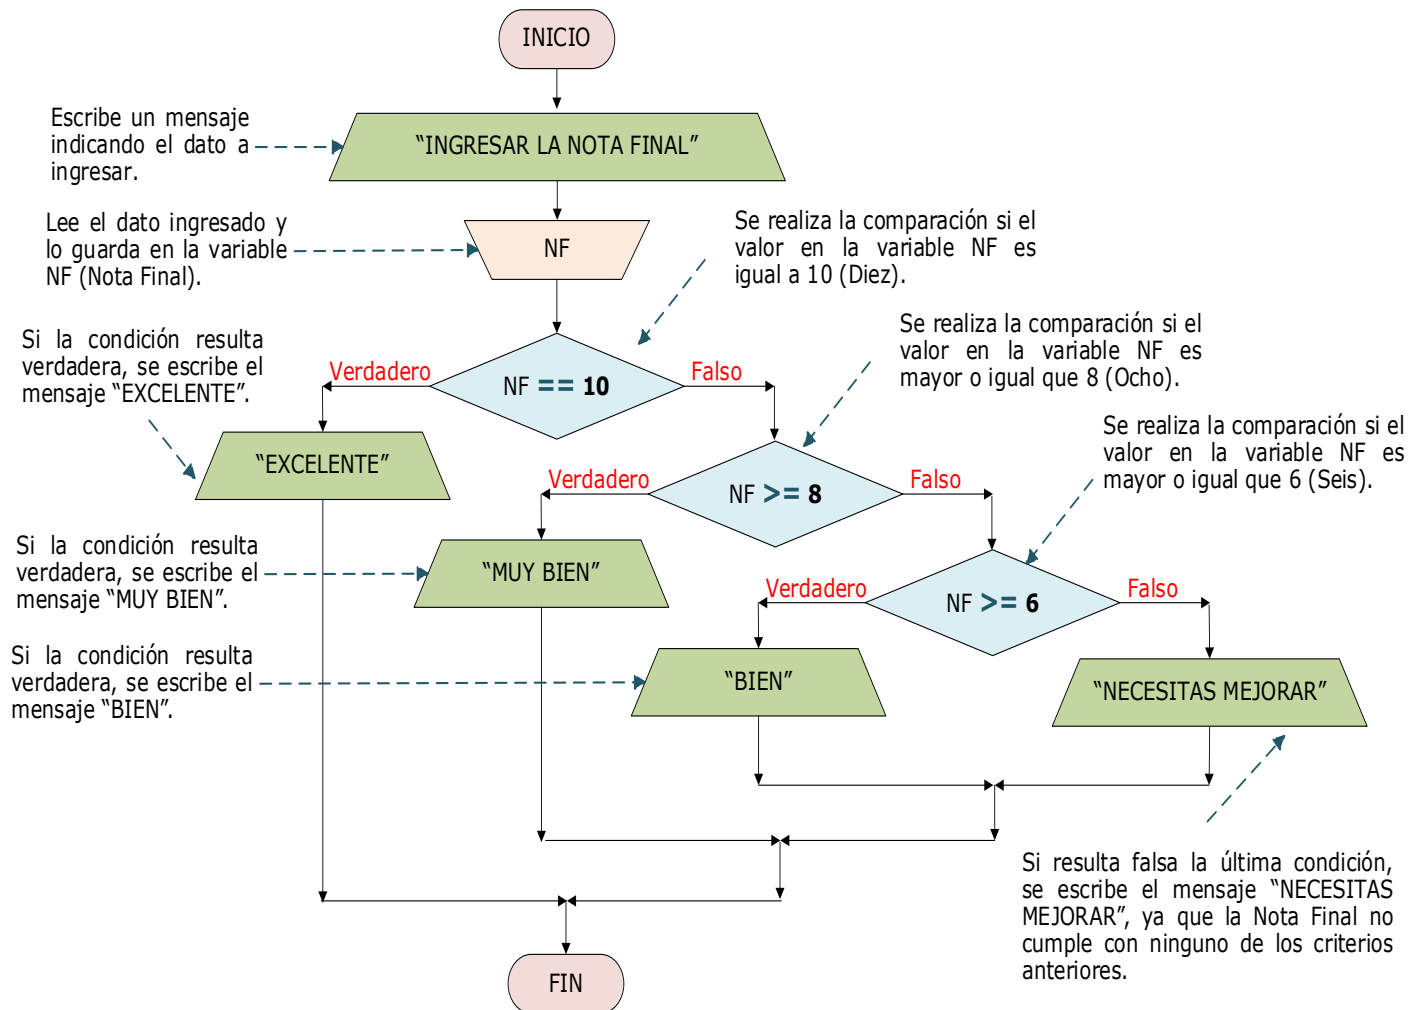 INICIO
Escribe un mensaje
indicando el dato a
ingresar.
“INGRESAR LA NOTA FINAL”
Lee el dato ingresado y
lo guarda en la variable
NF (Nota Final).
NF
Se realiza la comparación si el
valor en la variable NF es
igual a 10 (Diez).
Si la condición resulta
verdadera, se escribe el
mensaje “EXCELENTE”.
Verdadero
NF == 10
Falso
Se realiza la comparación si el
valor en la variable NF es
mayor o igual que 8 (Ocho).
“EXCELENTE”
Verdadero
NF >= 8
Falso
Se realiza la comparación si el
valor en la variable NF es
mayor o igual que 6 (Seis).
Si la condición resulta
verdadera, se escribe el
mensaje “MUY BIEN”.
“MUY BIEN”
Verdadero
NF >= 6
Falso
Si la condición resulta
verdadera, se escribe el
mensaje “BIEN”.
“BIEN”
“NECESITAS MEJORAR”
Si resulta falsa la última condición,
se escribe el mensaje “NECESITAS
MEJORAR”, ya que la Nota Final no
cumple con ninguno de los criterios
anteriores.
FIN